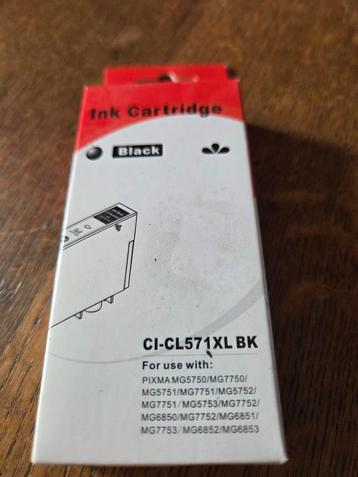 Ink Cartridge
Black
CI-CL571XL BK
For use with:
PIXMA MG5750/MG7750/
MG5751/MG7751/MG5752/
MG7751/MG5753/MG7752/
MG6850/MG7752/MG6851/
MG7753/MG6852/MG6853